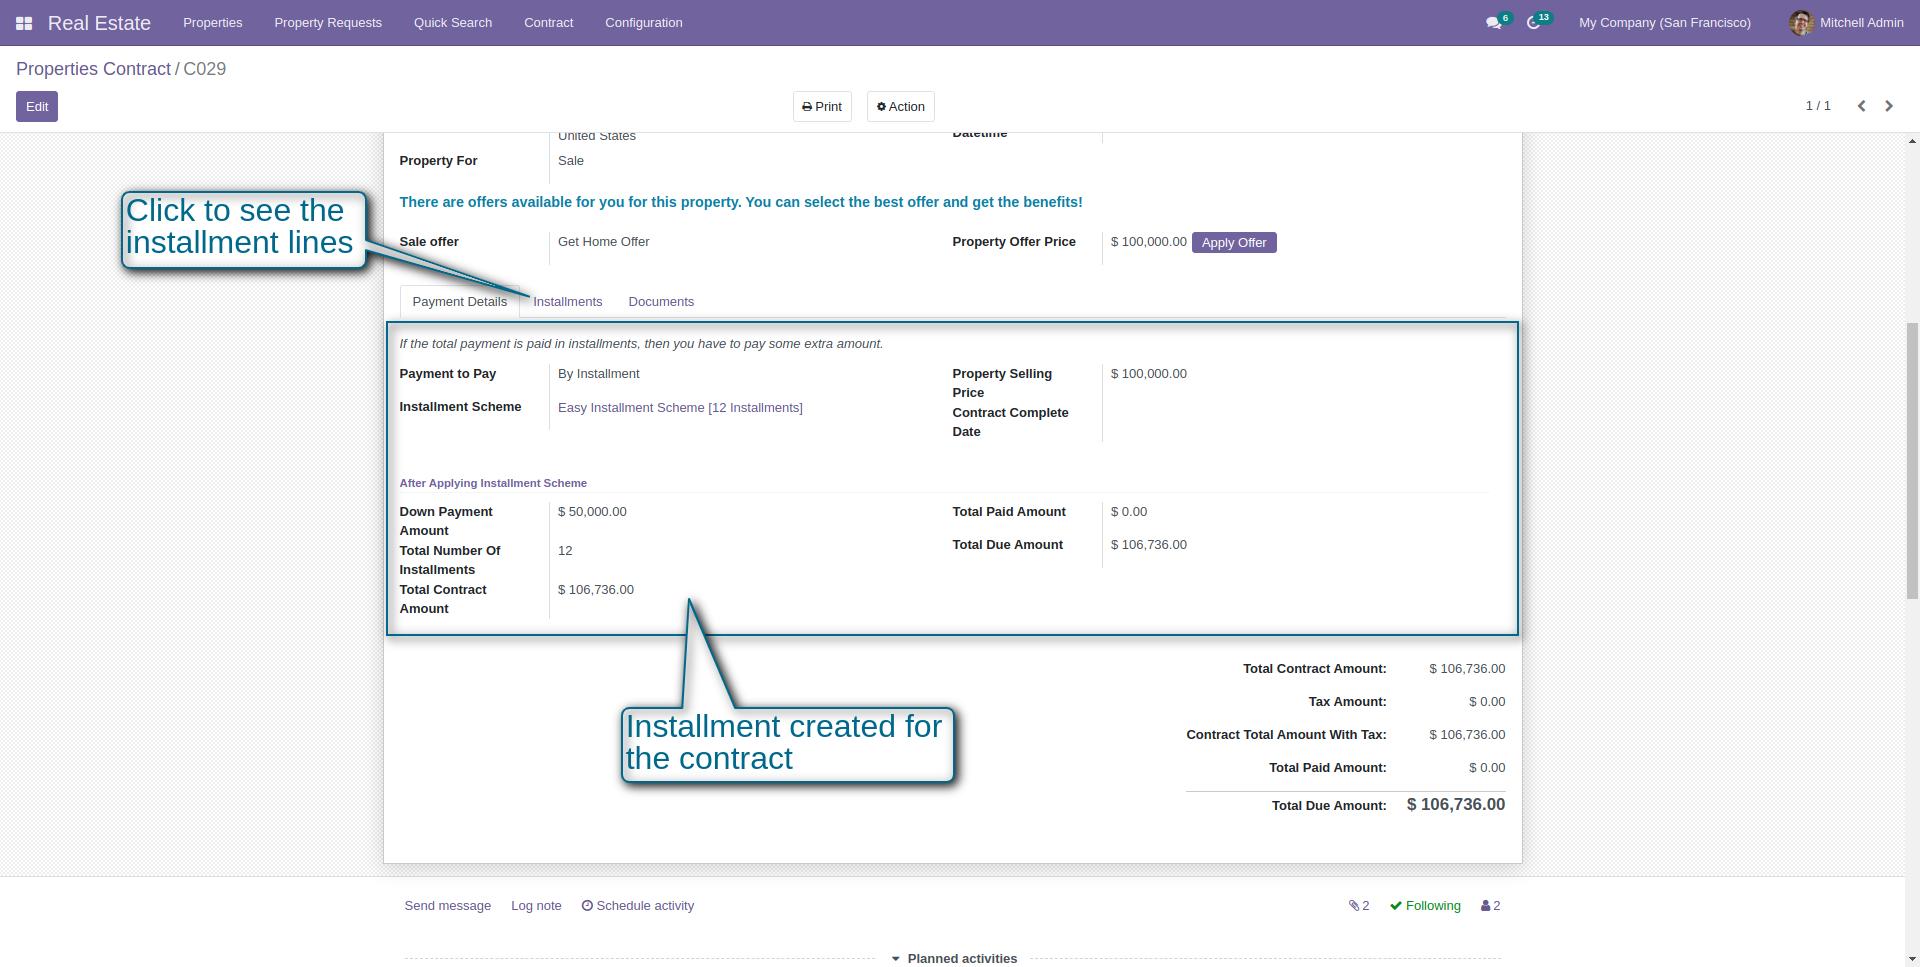 Real Estate Properties Property Requests Quick Search Contract Configuration 6 13 My Company (San Francisco) Mitchell Admin
Properties Contract / C029
Edit Print Action 1 / 1
United States Datetime
Property For Sale
Click to see the
installment lines
There are offers available for you for this property. You can select the best offer and get the benefits!
Sale offer Get Home Offer Property Offer Price $ 100,000.00 Apply Offer
Payment Details Installments Documents
If the total payment is paid in installments, then you have to pay some extra amount.
Payment to Pay By Installment Property Selling $ 100,000.00
Price
Installment Scheme Easy Installment Scheme [12 Installments] Contract Complete
Date
After Applying Installment Scheme
Down Payment $ 50,000.00 Total Paid Amount $ 0.00
Amount
Total Number Of 12 Total Due Amount $ 106,736.00
Installments
Total Contract $ 106,736.00
Amount
Total Contract Amount: $ 106,736.00
Tax Amount: $ 0.00
Installment created for
the contract
Contract Total Amount With Tax: $ 106,736.00
Total Paid Amount: $ 0.00
Total Due Amount: $ 106,736.00
Send message Log note Schedule activity 2 Following 2
Planned activities